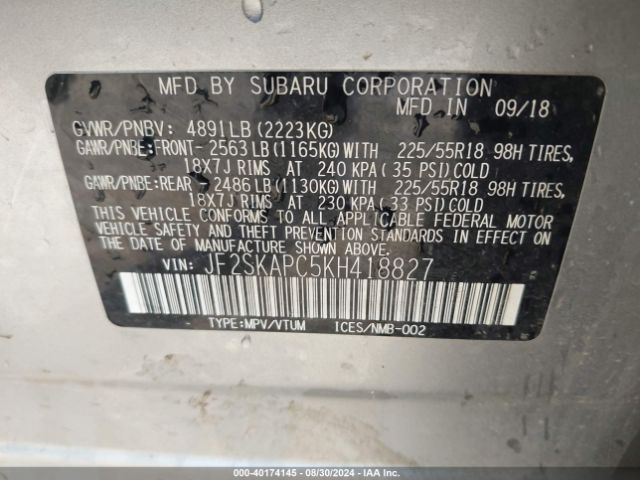 MFD BY SUBARU CORPORATION
MFD IN 09/18
GVWR/PNBV: 4891LB (2223KG)
GAWR/PNBE:FRONT- 2563LB (1165KG)WITH 225/55R18 98H TIRES,
18X7J RIMS AT 240 KPA ( 35 PSI) COLD
GAWR/PNBE:REAR - 2486LB (1130KG)WITH 225/55R18 98H TIRES,
18X7J RIMS AT 230 KPA (33 PSI)COLD
THIS VEHICLE CONFORMS TO ALL APPLICABLE FEDERAL MOTOR
VEHICLE SAFETY AND THEFT PREVENTION STANDARDS IN EFFECT
ON THE DATE OF MANUFACTURE SHOWN ABOVE.
VIN: JF2SKAPC5KH418827
TYPE:MPV/VTUM ICES/NMB-002
000-40174145 - 08/30/2024 - IAA Inc.